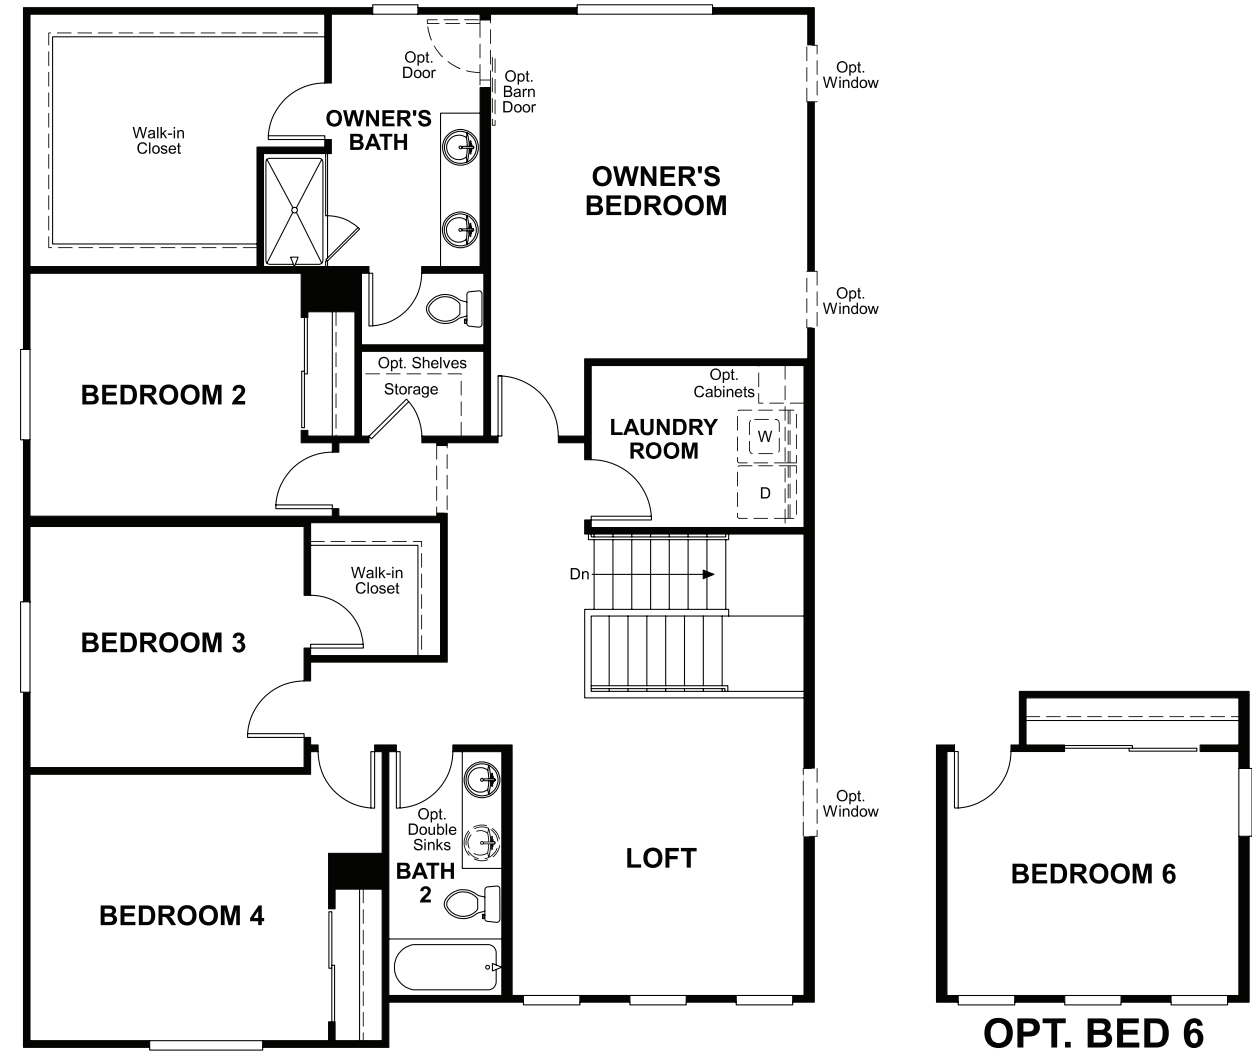 Opt.
Door
Opt.
Barn
Door
Opt.
Window
OWNER'S
BATH
Walk-in
Closet
OWNER'S
BEDROOM
Opt.
Window
Opt. Shelves
Storage
Opt.
Cabinets
BEDROOM 2
LAUNDRY
ROOM
W
D
Walk-in
Closet
Dn
BEDROOM 3
Opt.
Window
Opt.
Double
Sinks
BATH
2
LOFT
BEDROOM 4
BEDROOM 6
OPT. BED 6